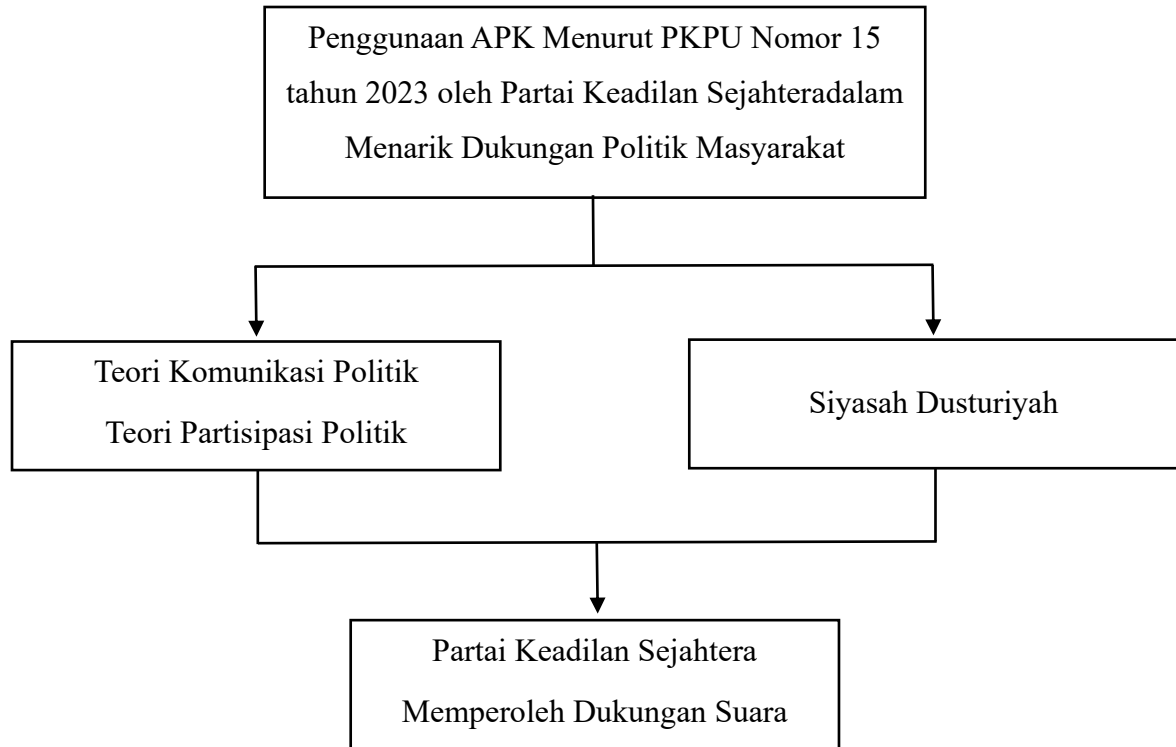 Penggunaan APK Menurut PKPU Nomor 15
tahun 2023 oleh Partai Keadilan Sejahteradalam
Menarik Dukungan Politik Masyarakat
Teori Komunikasi Politik
Teori Partisipasi Politik
Siyasah Dusturiyah
Partai Keadilan Sejahtera
Memperoleh Dukungan Suara